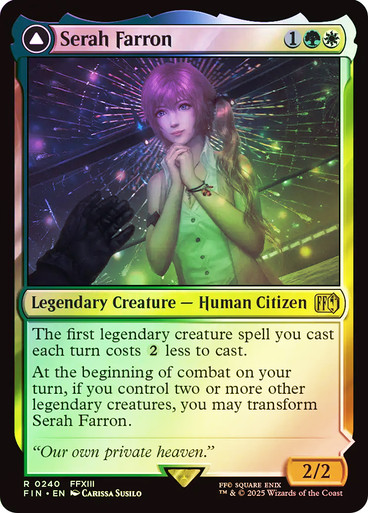 Serah Farron 1
Legendary Creature — Human Citizen
The first legendary creature spell you cast
each turn costs 2 less to cast.
At the beginning of combat on your
turn, if you control two or more other
legendary creatures, you may transform
Serah Farron.
“Our own private heaven.”
2/2
R 0240 FFXIII
FIN • EN Carissa Susilo
FF© SQUARE ENIX
™ & © 2025 Wizards of the Coast